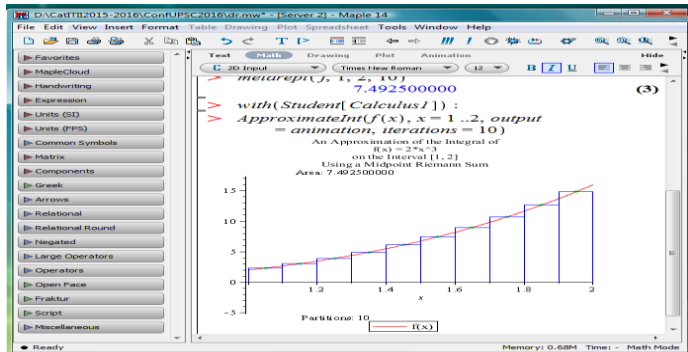 D:\CatITII2015-2016\ConfUPSC2016\dr.mw* - [Server 2] - Maple 14
File Edit View Insert Format Table Drawing Plot Spreadsheet Tools Window Help
Favorites
MapleCloud
Handwriting
Expression
Units (SI)
Units (FPS)
Common Symbols
Matrix
Components
Greek
Arrows
Relational
Relational Round
Negated
Large Operators
Operators
Open Face
Fraktur
Script
Miscellaneous
Text Math Drawing Plot Animation Hide
C 2D Input Times New Roman 12 B I U
(f, 1, 2, 10)
7.492500000 (3)
> with(Student[Calculus1]) :
> ApproximateInt(f(x), x = 1 ..2, output
= animation, iterations = 10)
An Approximation of the Integral of
f(x) = 2*x^3
on the Interval [1, 2]
Using a Midpoint Riemann Sum
Area: 7.492500000
15
10
5
0
-5
1.2 1.4 1.6 1.8 2
x
Partitions: 10
f(x)
Ready Memory: 0.68M Time: - Math Mode